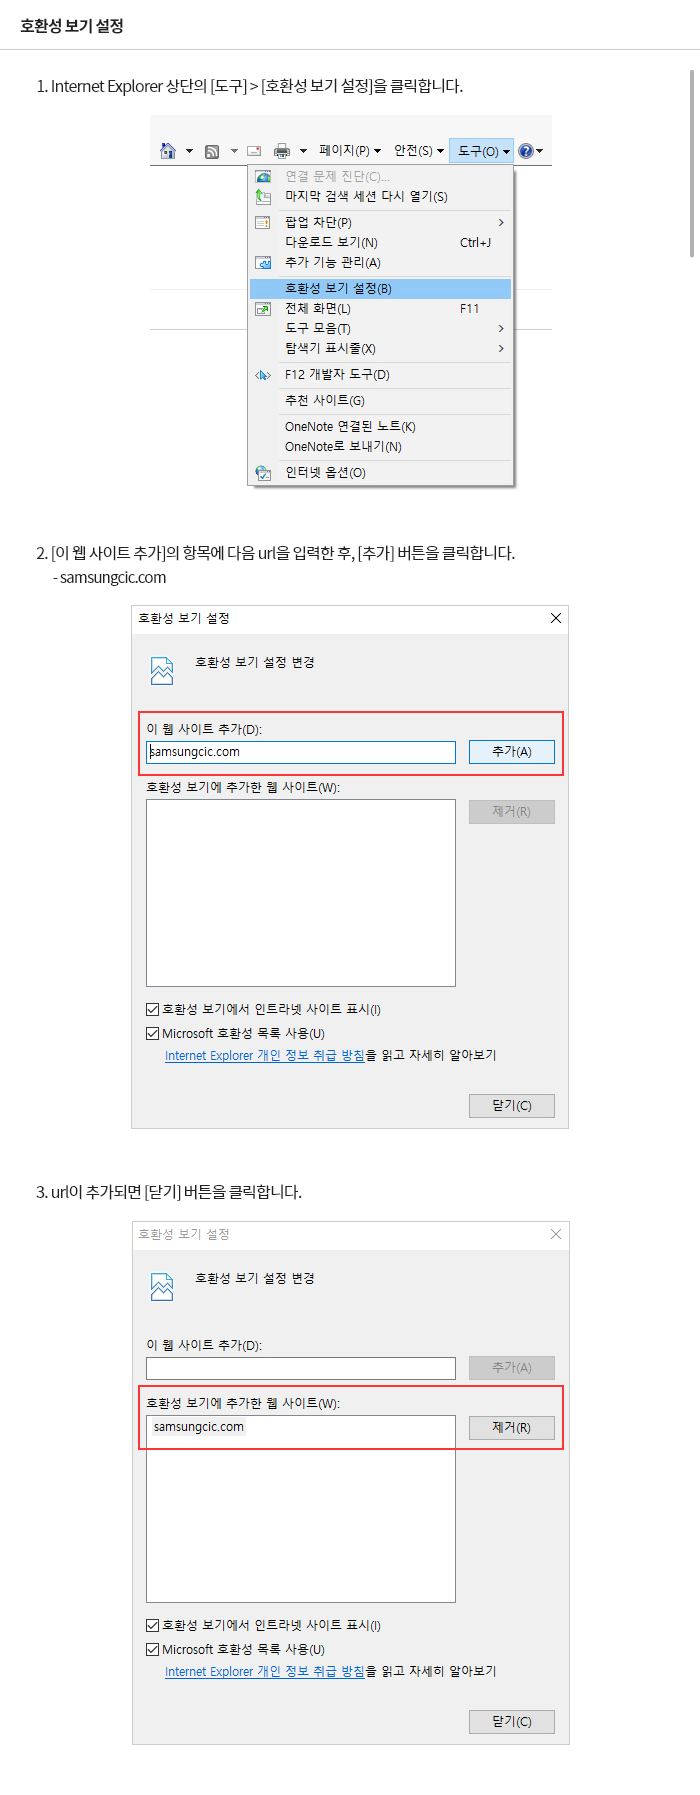 호환성 보기 설정
1. Internet Explorer 상단의 [도구] > [호환성 보기 설정]을 클릭합니다.
페이지(P) 안전(S) 도구(O)
연결 문제 진단(C)...
마지막 검색 세션 다시 열기(S)
팝업 차단(P)
다운로드 보기(N) Ctrl+J
추가 기능 관리(A)
호환성 보기 설정(B)
전체 화면(L) F11
도구 모음(T)
탐색기 표시줄(X)
F12 개발자 도구(D)
추천 사이트(G)
OneNote 연결된 노트(K)
OneNote로 보내기(N)
인터넷 옵션(O)
2. [이 웹 사이트 추가]의 항목에 다음 url을 입력한 후, [추가] 버튼을 클릭합니다.
- samsungcic.com
호환성 보기 설정
호환성 보기 설정 변경
이 웹 사이트 추가(D):
samsungcic.com 추가(A)
호환성 보기에 추가한 웹 사이트(W):
제거(R)
호환성 보기에서 인트라넷 사이트 표시(I)
Microsoft 호환성 목록 사용(U)
Internet Explorer 개인 정보 취급 방침을 읽고 자세히 알아보기
닫기(C)
3. url이 추가되면 [닫기] 버튼을 클릭합니다.
호환성 보기 설정
호환성 보기 설정 변경
이 웹 사이트 추가(D):
추가(A)
호환성 보기에 추가한 웹 사이트(W):
samsungcic.com 제거(R)
호환성 보기에서 인트라넷 사이트 표시(I)
Microsoft 호환성 목록 사용(U)
Internet Explorer 개인 정보 취급 방침을 읽고 자세히 알아보기
닫기(C)